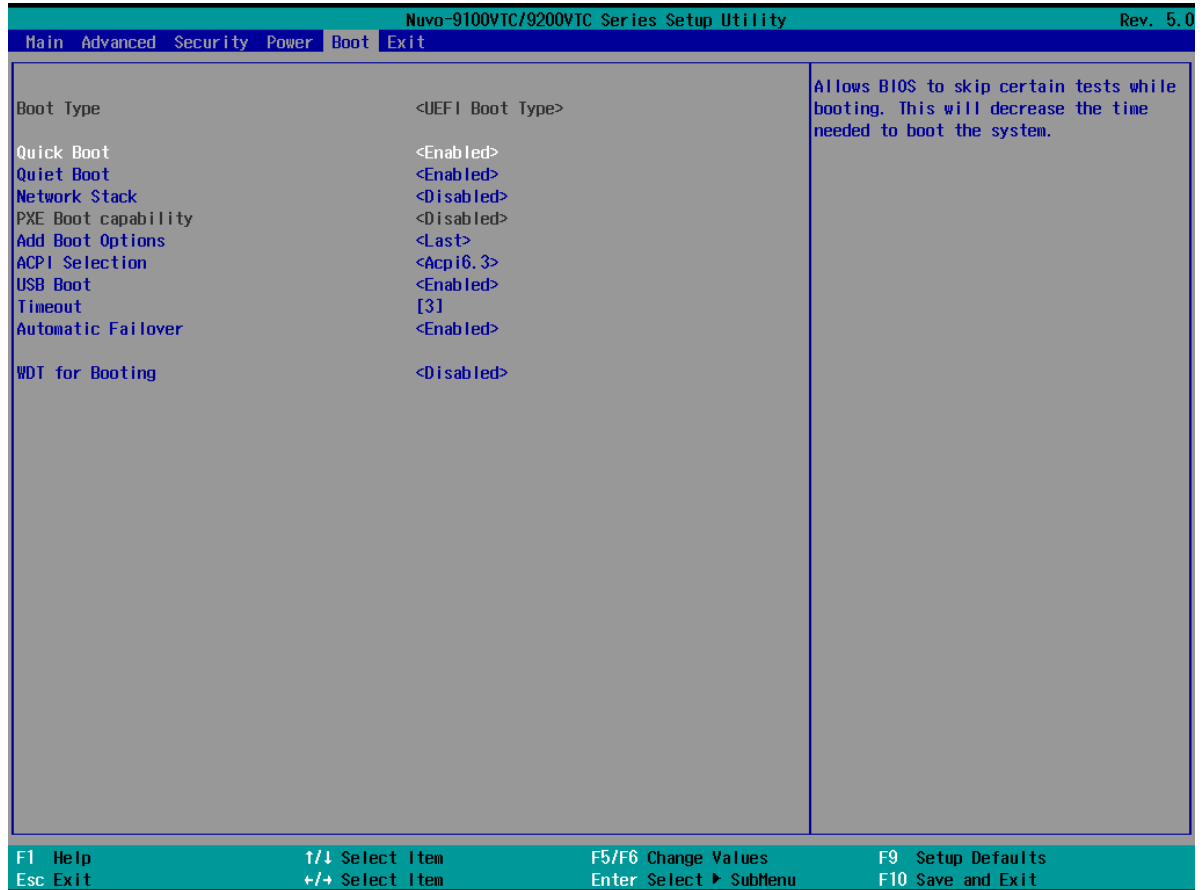 Nuvo-9100VTC/9200VTC Series Setup Utility Rev. 5.0
Main Advanced Security Power Boot Exit
Allows BIOS to skip certain tests while
booting. This will decrease the time
needed to boot the system.
Boot Type <UEFI Boot Type>
Quick Boot <Enabled>
Quiet Boot <Enabled>
Network Stack <Disabled>
PXE Boot capability <Disabled>
Add Boot Options <Last>
ACPI Selection <Acpi6.3>
USB Boot <Enabled>
Timeout [3]
Automatic Failover <Enabled>
WDT for Booting <Disabled>
F1 Help ↑/↓ Select Item F5/F6 Change Values F9 Setup Defaults
Esc Exit ←/→ Select Item Enter Select ▶ SubMenu F10 Save and Exit